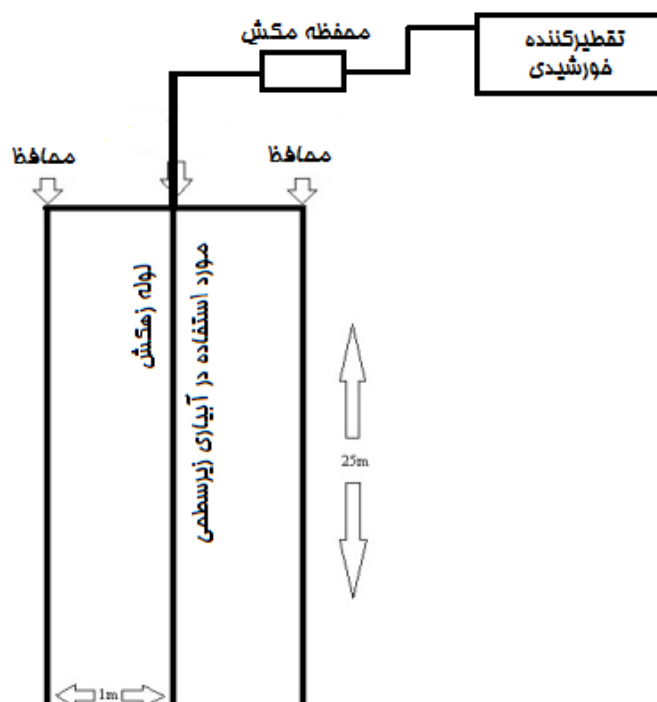 تقطیرکننده
خورشیدی
محفظه مکش
محافظ
محافظ
لوله زهکش
مورد استفاده در آبیاری زیرسطحی
25m
1m